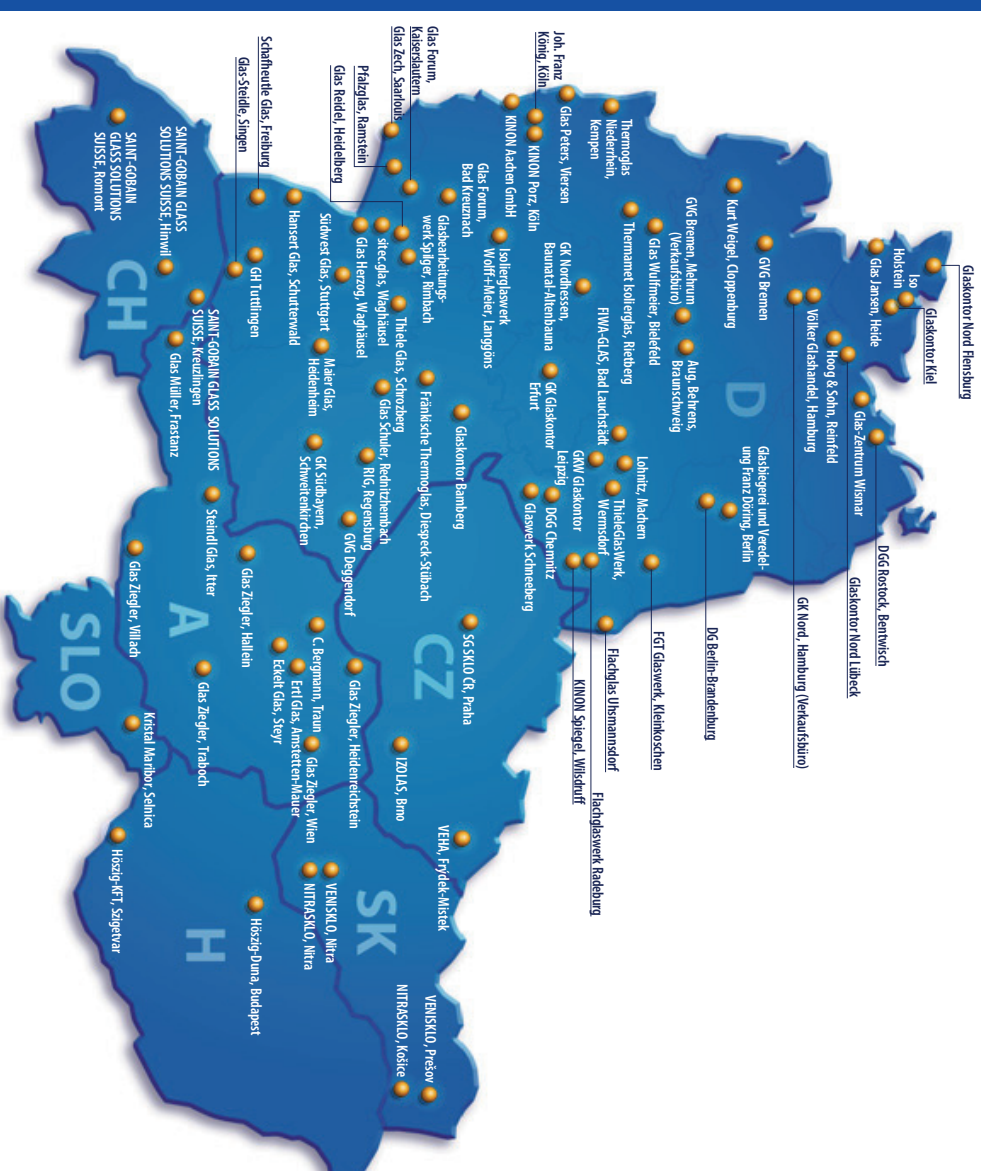 Glaskontor Nord Flensburg
Iso
Holstein
Glaskontor Kiel
Glas Jansen, Heide
DGG Rostock, Bentwisch
Glas-Zentrum Wismar
Glaskontor Nord Lübeck
Hoog & Sohn, Reinfeld
Völker Glashandel, Hamburg
GK Nord, Hamburg (Verkaufsbüro)
GVG Bremen
Kurt Weigel, Cloppenburg
D
Glasbiegerei und Veredel-
ung Franz Döring, Berlin
DG Berlin-Brandenburg
GVG Bremen, Mehrum
(Verkaufsbüro)
Aug. Behrens,
Braunschweig
Glas Wulfmeier, Bielefeld
Thermamet Isolierglas, Rietberg
Thermoglas
Niederrhein,
Kempen
Lohnitz, Machern
FGT Glaswerk, Kleinkoschen
ThieleGlasWerk,
Wermsdorf
Flachglas Uhsmannsdorf
FIWA-GLAS, Bad Lauchstädt
Flachglaswerk Radeburg
GKW Glaskontor
Leipzig
KINON Spiegel, Wilsdruff
GK Nordhessen,
Baunatal-Altenbauna
Glas Peters, Viersen
Joh. Franz
König, Köln
KINON Porz, Köln
GK Glaskontor
Erfurt
DGG Chemnitz
Glaswerk Schneeberg
KINON Aachen GmbH
Isolierglaswerk
Wolff+Meier, Langgöns
Glas Forum,
Bad Kreuznach
Glaskontor Bamberg
SG SKLO ČR, Praha
VEHA, Frýdek-Mistek
Glasbearbeitungs-
werk Spilger, Rimbach
Fränkische Thermoglas, Diespeck-Stübach
CZ
Glas Forum,
Kaiserslautern
Glas Zech, Saarlouis
Pfalzglas, Ramstein
Glas Reidel, Heidelberg
Thiele Glas, Schrozberg
IZOLAS, Brno
VENISKLO, Prešov
NITRASKLO, Košice
sitec.glas, Waghäusel
Glas Schuler, Rednitzhembach
Glas Herzog, Waghäusel
RIG, Regensburg
SK
Südwest Glas, Stuttgart
GVG Deggendorf
Glas Ziegler, Heidenreichstein
Maier Glas,
Heidenheim
GK Südbayern,
Schweitenkirchen
C. Bergmann, Traun
Glas Ziegler, Wien
VENISKLO, Nitra
NITRASKLO, Nitra
Ertl Glas, Amstetten-Mauer
Eckelt Glas, Steyr
Hansert Glas, Schutterwald
Schafheutle Glas, Freiburg
Glas-Steidle, Singen
GH Tuttlingen
Glas Ziegler, Hallein
Höszig-Duna, Budapest
Steindl Glas, Itter
SAINT-GOBAIN GLASS SOLUTIONS
SUISSE, Kreuzlingen
Glas Müller, Frastanz
A
Glas Ziegler, Traboch
H
SAINT-GOBAIN GLASS
SOLUTIONS SUISSE, Hinwil
CH
SAINT-GOBAIN
GLASS SOLUTIONS
SUISSE, Romont
Glas Ziegler, Villach
Kristal Maribor, Selnica
Höszig-KFT, Szigetvar
SLO